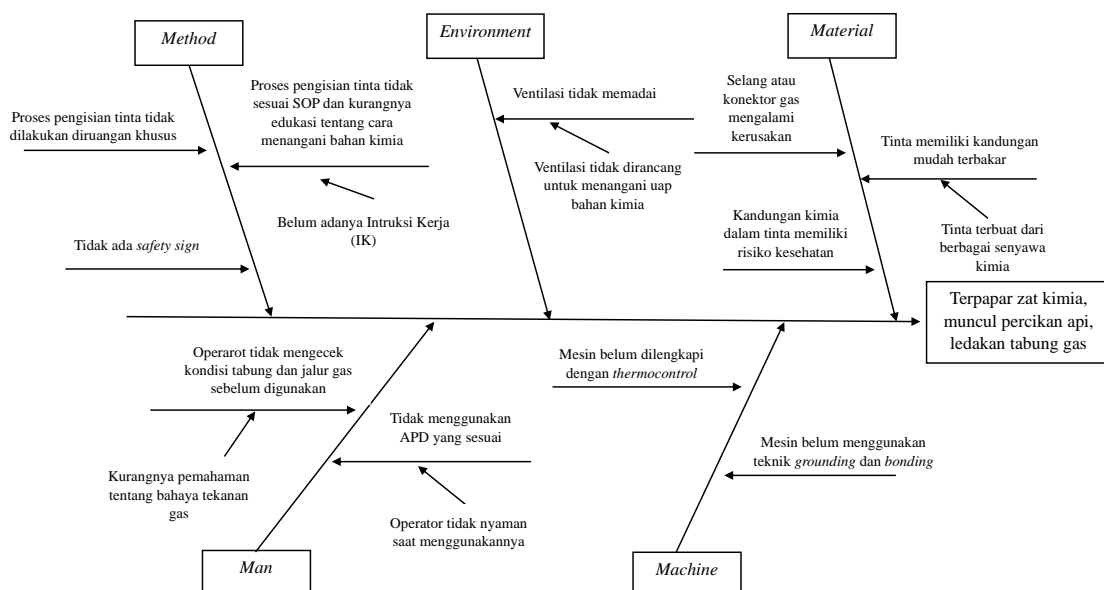 Method
Environment
Material
Proses pengisian tinta tidak
dilakukan diruangan khusus
Proses pengisian tinta tidak
sesuai SOP dan kurangnya
edukasi tentang cara
menangani bahan kimia
Belum adanya Intruksi Kerja
(IK)
Tidak ada safety sign
Ventilasi tidak memadai
Ventilasi tidak dirancang
untuk menangani uap
bahan kimia
Selang atau
konektor gas
mengalami
kerusakan
Tinta memiliki kandungan
mudah terbakar
Kandungan kimia
dalam tinta memiliki
risiko kesehatan
Tinta terbuat dari
berbagai senyawa
kimia
Terpapar zat kimia,
muncul percikan api,
ledakan tabung gas
Operarot tidak mengecek
kondisi tabung dan jalur gas
sebelum digunakan
Kurangnya pemahaman
tentang bahaya tekanan
gas
Tidak menggunakan
APD yang sesuai
Operator tidak nyaman
saat menggunakannya
Mesin belum dilengkapi
dengan thermocontrol
Mesin belum menggunakan
teknik grounding dan bonding
Man
Machine